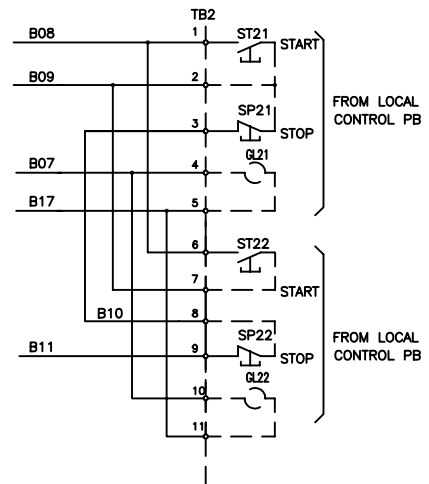 TB2
B08 1 ST21 START
B09 2
3 SP21 STOP
FROM LOCAL
CONTROL PB
B07 4 GL21
B17 5
6 ST22
7 START
B10 8
B11 9 SP22 STOP
FROM LOCAL
CONTROL PB
10 GL22
11